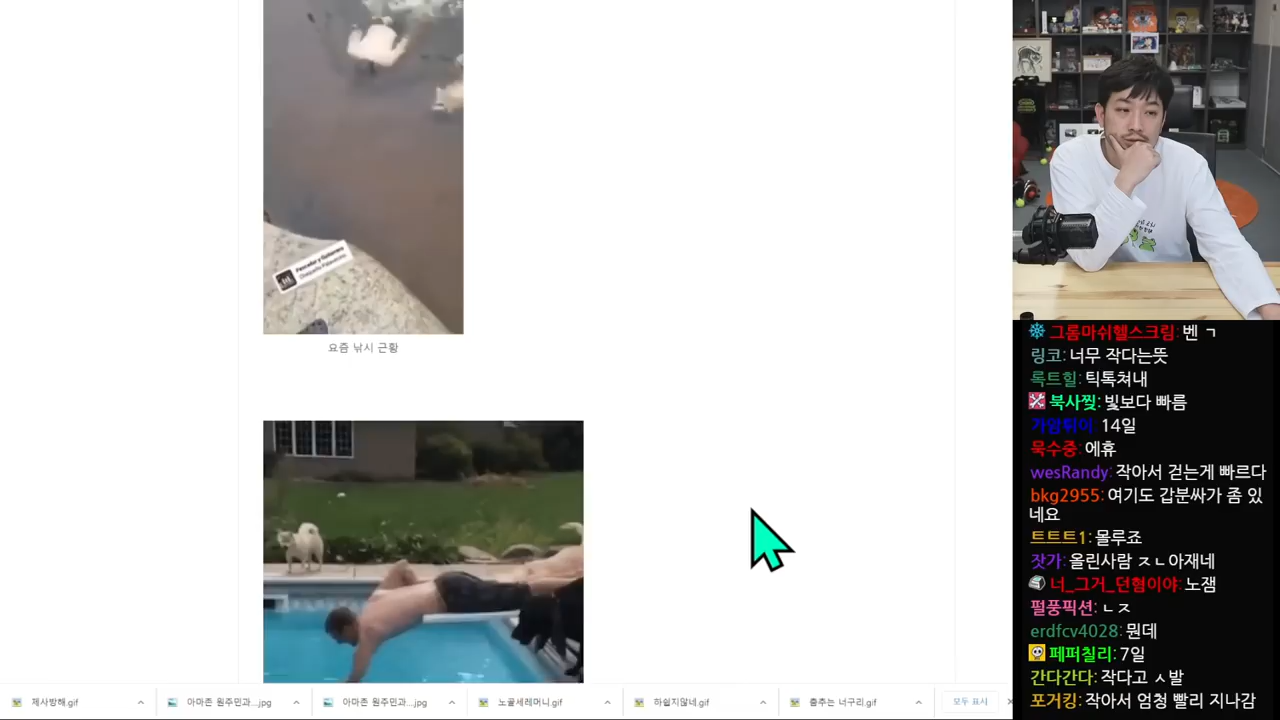 요즘 낚시 근황
그롬마쉬헬스크림: 벤 ㄱ
링코: 너무 작다는뜻
록트힐: 틱톡쳐내
북사찢: 빛보다 빠름
가암튀이: 14일
묵수중: 에휴
wesRandy: 작아서 걷는게 빠르다
bkg2955: 여기도 갑분싸가 좀 있
네요
트트트1: 몰루죠
잣가: 올린사람 ㅈㄴ아재네
너_그거_던혐이야: 노잼
펄풍픽션: ㄴㅈ
erdfcv4028: 뭔데
페퍼칠리: 7일
간다간다: 작다고 ㅅ발
포거킹: 작아서 엄청 빨리 지나감
제사방해.gif
아마존 원주민과....jpg
아마존 원주민과....jpg
노꼴세레머니.gif
하쉽지않네.gif
춤추는 너구리.gif
모두 표시